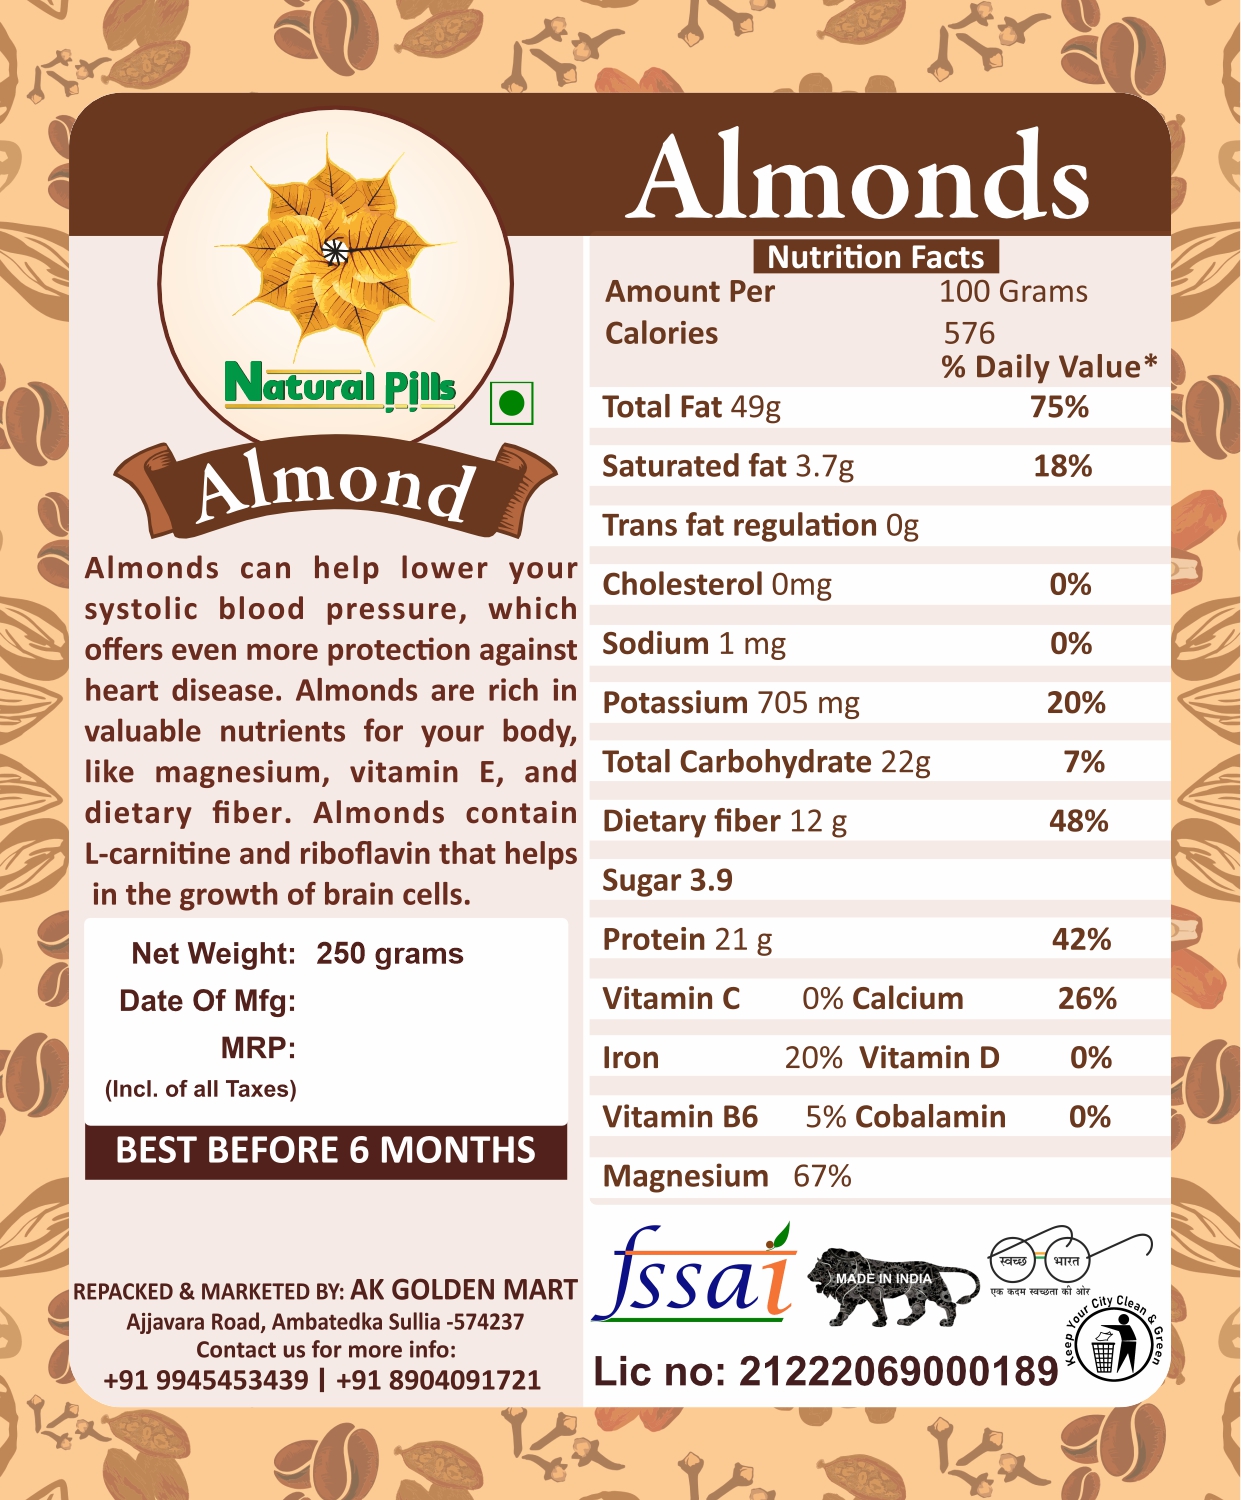 Almonds
Natural Pills
Almond
Almonds can help lower your
systolic blood pressure, which
offers even more protection against
heart disease. Almonds are rich in
valuable nutrients for your body,
like magnesium, vitamin E, and
dietary fiber. Almonds contain
L-carnitine and riboflavin that helps
in the growth of brain cells.
Net Weight: 250 grams
Date Of Mfg:
MRP:
(Incl. of all Taxes)
BEST BEFORE 6 MONTHS
REPACKED & MARKETED BY: AK GOLDEN MART
Ajjavara Road, Ambatedka Sullia -574237
Contact us for more info:
+91 9945453439 | +91 8904091721
Nutrition Facts
Amount Per 100 Grams
Calories 576
% Daily Value*
Total Fat 49g 75%
Saturated fat 3.7g 18%
Trans fat regulation 0g
Cholesterol 0mg 0%
Sodium 1 mg 0%
Potassium 705 mg 20%
Total Carbohydrate 22g 7%
Dietary fiber 12 g 48%
Sugar 3.9
Protein 21 g 42%
Vitamin C 0% Calcium 26%
Iron 20% Vitamin D 0%
Vitamin B6 5% Cobalamin 0%
Magnesium 67%
fssai
MADE IN INDIA
स्वच्छ भारत
एक कदम स्वच्छता की ओर
Keep Your City Clean & Green
Lic no: 21222069000189